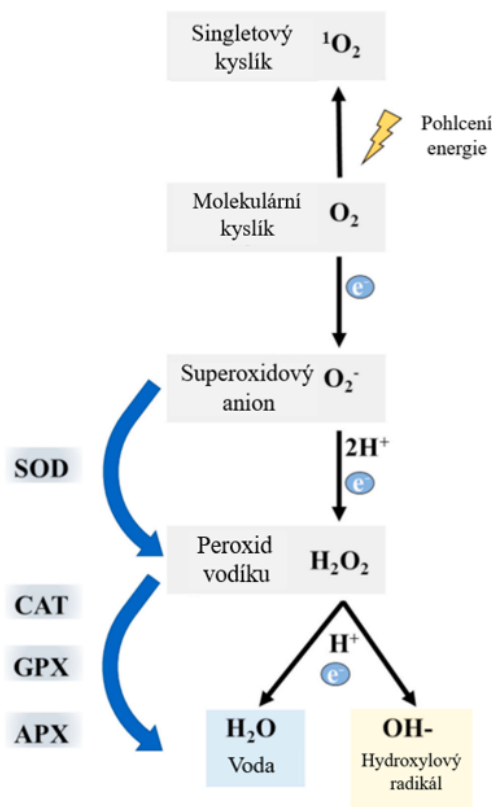 Singletový
kyslík
¹O₂
Pohlcení
energie
Molekulární
kyslík
O₂
e⁻
Superoxidový
anion
O₂⁻
SOD
2H⁺
e⁻
Peroxid
vodíku
H₂O₂
CAT
GPX
APX
H⁺
e⁻
H₂O
Voda
OH-
Hydroxylový
radikál